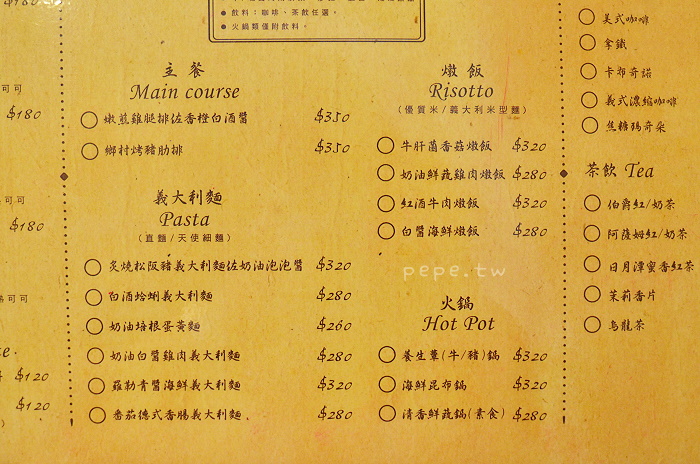 飲料：咖啡、茶飲任選。
火鍋類僅附飲料。
主餐
Main course
嫩煎雞腿排佐香橙白酒醬 $350
鄉村烤豬肋排 $350
義大利麵
Pasta
(直麵/天使細麵)
炙燒松阪豬義大利麵佐奶油泡泡醬 $320
白酒蛤蜊義大利麵 $280
奶油培根蛋黃麵 $260
奶油白醬雞肉義大利麵 $280
羅勒青醬海鮮義大利麵 $320
番茄德式香腸義大利麵 $280
燉飯
Risotto
(優質米/義大利米型麵)
牛肝菌香菇燉飯 $320
奶油鮮蔬雞肉燉飯 $280
紅酒牛肉燉飯 $320
白醬海鮮燉飯 $280
pepe.tw
火鍋
Hot Pot
養生蕈(牛/豬)鍋 $320
海鮮昆布鍋 $320
清香鮮蔬鍋(素食) $280
美式咖啡
拿鐵
卡布奇諾
義式濃縮咖啡
焦糖瑪奇朵
茶飲 Tea
伯爵紅/奶茶
阿薩姆紅/奶茶
日月潭蜜香紅茶
茉莉香片
烏龍茶
可可
$180
可可
$180
可可
$120
$120